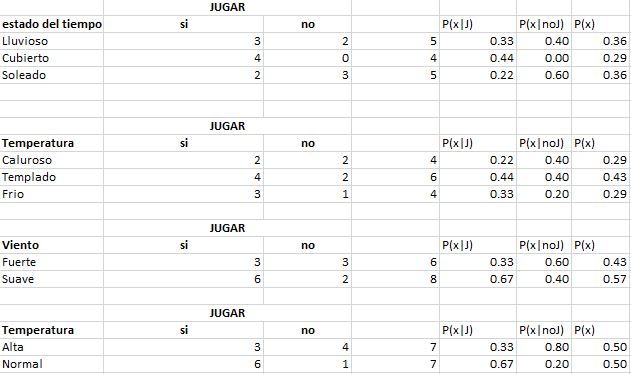 JUGAR
estado del tiempo si no P(x|J) P(x|noJ) P(x)
Lluvioso 3 2 5 0.33 0.40 0.36
Cubierto 4 0 4 0.44 0.00 0.29
Soleado 2 3 5 0.22 0.60 0.36
JUGAR
Temperatura si no P(x|J) P(x|noJ) P(x)
Caluroso 2 2 4 0.22 0.40 0.29
Templado 4 2 6 0.44 0.40 0.43
Frio 3 1 4 0.33 0.20 0.29
JUGAR
Viento si no P(x|J) P(x|noJ) P(x)
Fuerte 3 3 6 0.33 0.60 0.43
Suave 6 2 8 0.67 0.40 0.57
JUGAR
Temperatura si no P(x|J) P(x|noJ) P(x)
Alta 3 4 7 0.33 0.80 0.50
Normal 6 1 7 0.67 0.20 0.50